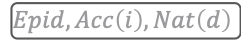 Epid, Acc(i), Nat(d)